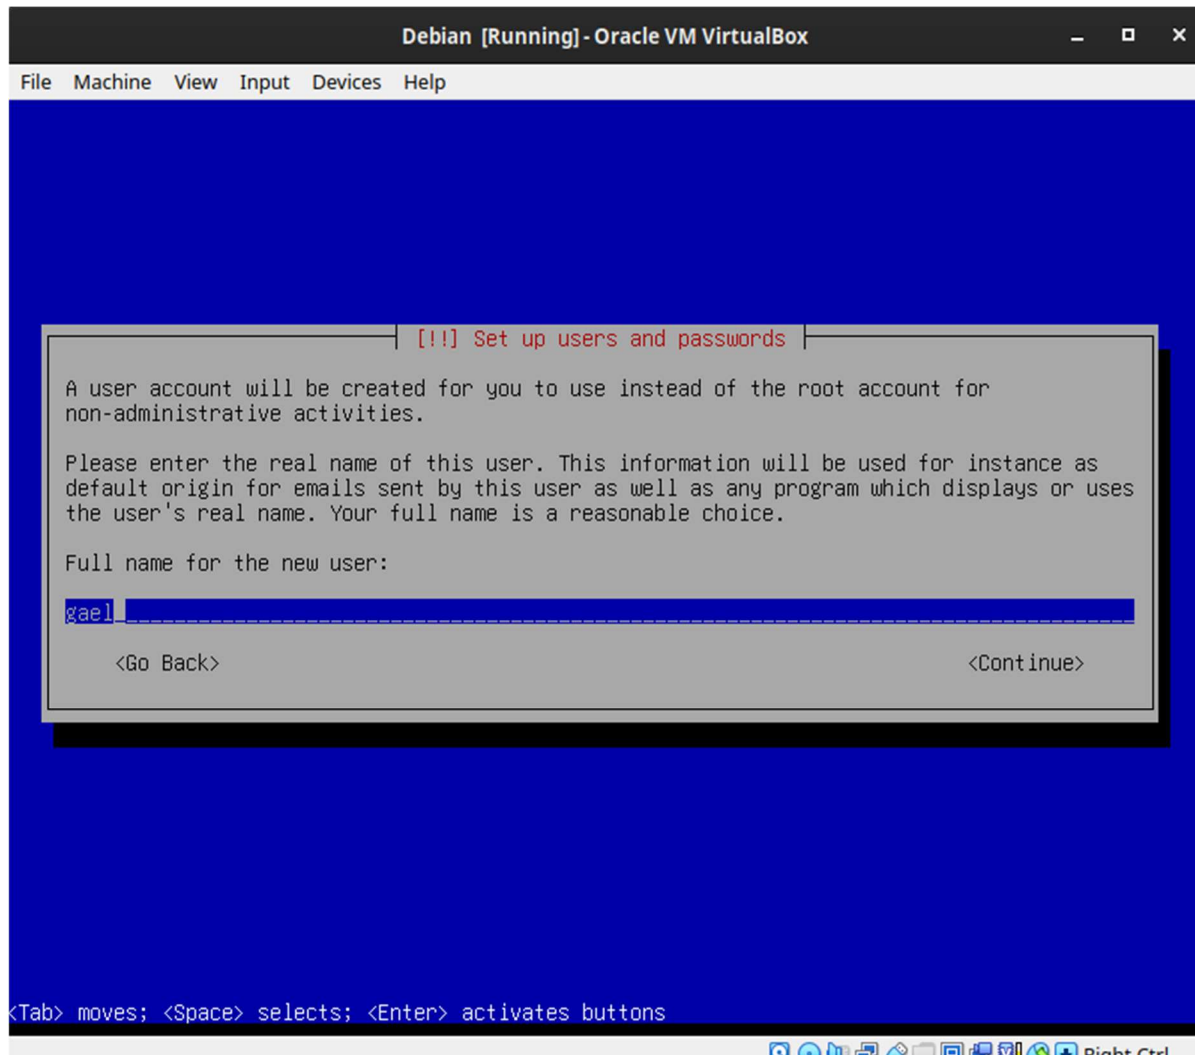 Debian [Running] - Oracle VM VirtualBox
File Machine View Input Devices Help
[!!] Set up users and passwords
A user account will be created for you to use instead of the root account for
non-administrative activities.
Please enter the real name of this user. This information will be used for instance as
default origin for emails sent by this user as well as any program which displays or uses
the user's real name. Your full name is a reasonable choice.
Full name for the new user:
gael
<Go Back> <Continue>
<Tab> moves; <Space> selects; <Enter> activates buttons
Right Ctrl